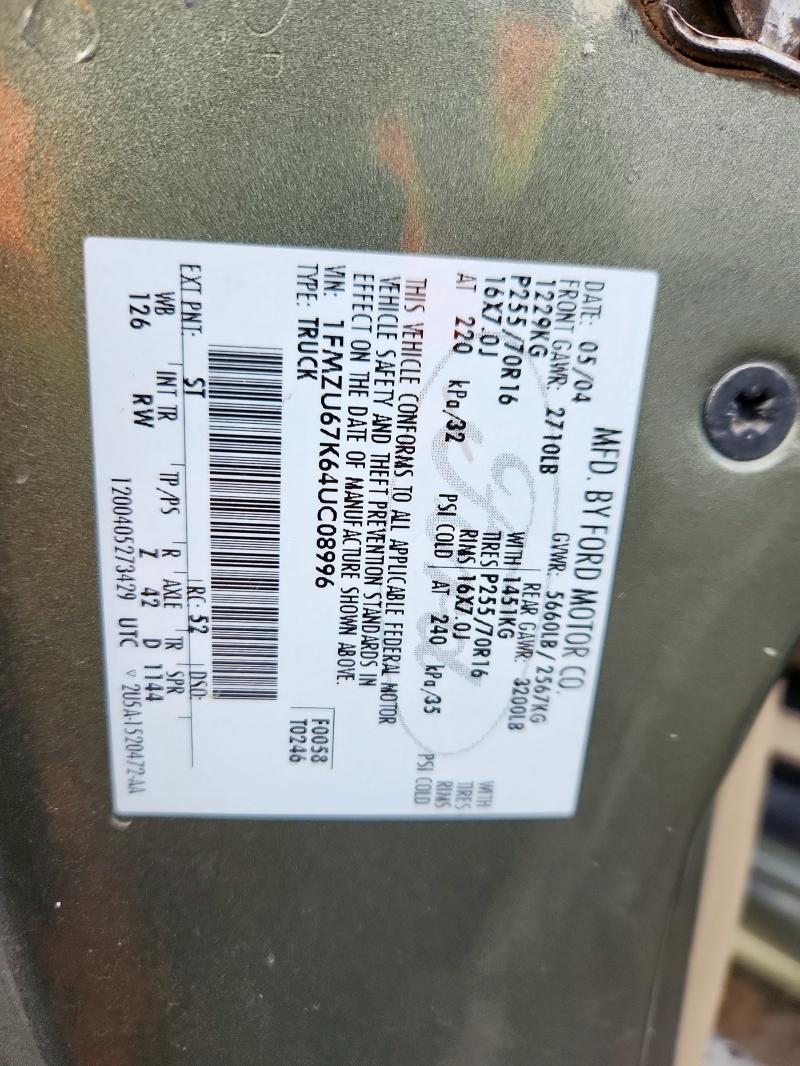 MFD. BY FORD MOTOR CO.
DATE: 05/04 GVWR: 5660LB/2567KG
FRONT GAWR: 2710LB REAR GAWR: 3200LB
1229KG WITH 1451KG WITH
P255/70R16 TIRES P255/70R16 TIRES
16X7.0J RIMS 16X7.0J RIMS
AT 220 kPa/32 PSI COLD AT 240 kPa/35 PSI COLD
THIS VEHICLE CONFORMS TO ALL APPLICABLE FEDERAL MOTOR
VEHICLE SAFETY AND THEFT PREVENTION STANDARDS IN
EFFECT ON THE DATE OF MANUFACTURE SHOWN ABOVE.
VIN: 1FMZU67K64UC08996
TYPE: TRUCK
F0058
T0246
EXT PNT: ST RC: 52 DSO:
WB INT TR TP/PS R AXLE TR SPR
126 RW Z 42 D 1144
1200405273429 UTC ▽ 2U5A-1520472-AA
Ford